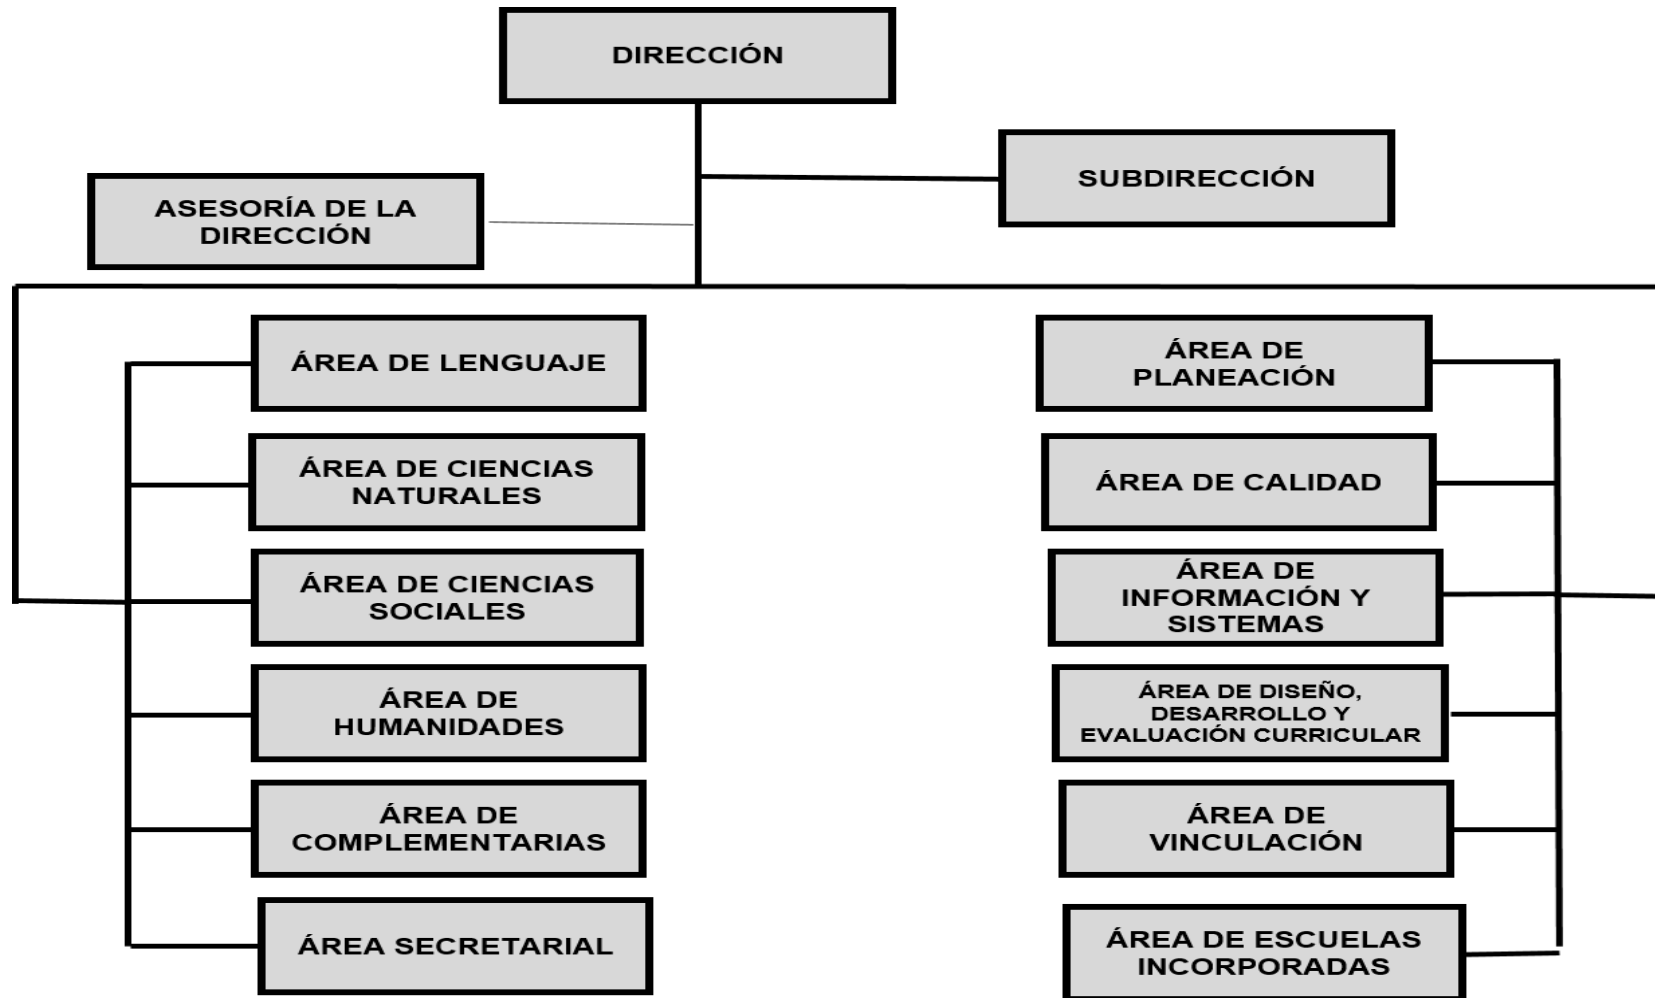 DIRECCIÓN
SUBDIRECCIÓN
ASESORÍA DE LA
DIRECCIÓN
ÁREA DE LENGUAJE
ÁREA DE CIENCIAS
NATURALES
ÁREA DE CIENCIAS
SOCIALES
ÁREA DE
HUMANIDADES
ÁREA DE
COMPLEMENTARIAS
ÁREA SECRETARIAL
ÁREA DE
PLANEACIÓN
ÁREA DE CALIDAD
ÁREA DE
INFORMACIÓN Y
SISTEMAS
ÁREA DE DISEÑO,
DESARROLLO Y
EVALUACIÓN CURRICULAR
ÁREA DE
VINCULACIÓN
ÁREA DE ESCUELAS
INCORPORADAS